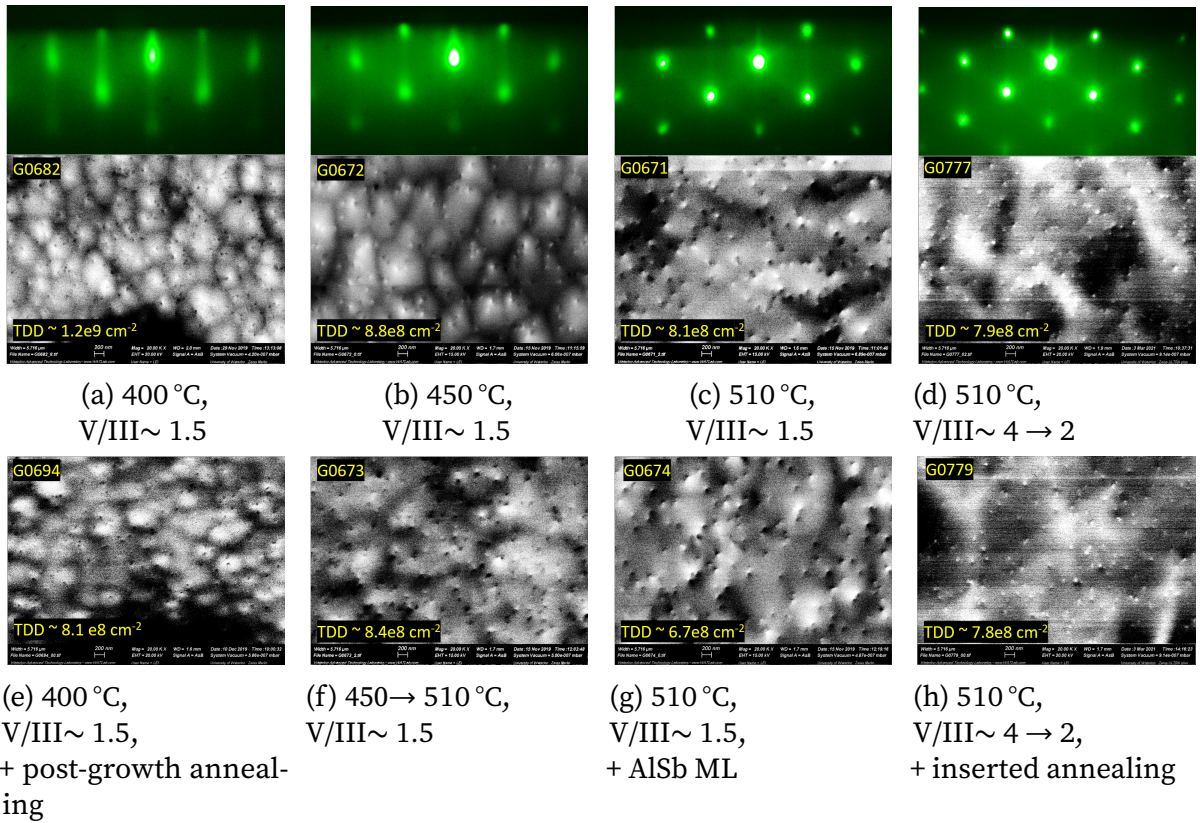 G0682
G0672
G0671
G0777
TDD ~ 1.2e9 cm-2
TDD ~ 8.8e8 cm-2
TDD ~ 8.1e8 cm-2
TDD ~ 7.9e8 cm-2
(a) 400 °C,
V/III∼ 1.5
(b) 450 °C,
V/III∼ 1.5
(c) 510 °C,
V/III∼ 1.5
(d) 510 °C,
V/III∼ 4 → 2
G0694
G0673
G0674
G0779
TDD ~ 8.1 e8 cm-2
TDD ~ 8.4e8 cm-2
TDD ~ 6.7e8 cm-2
TDD ~ 7.8e8 cm-2
(e) 400 °C,
V/III∼ 1.5,
+ post-growth anneal-
ing
(f) 450→ 510 °C,
V/III∼ 1.5
(g) 510 °C,
V/III∼ 1.5,
+ AlSb ML
(h) 510 °C,
V/III∼ 4 → 2,
+ inserted annealing